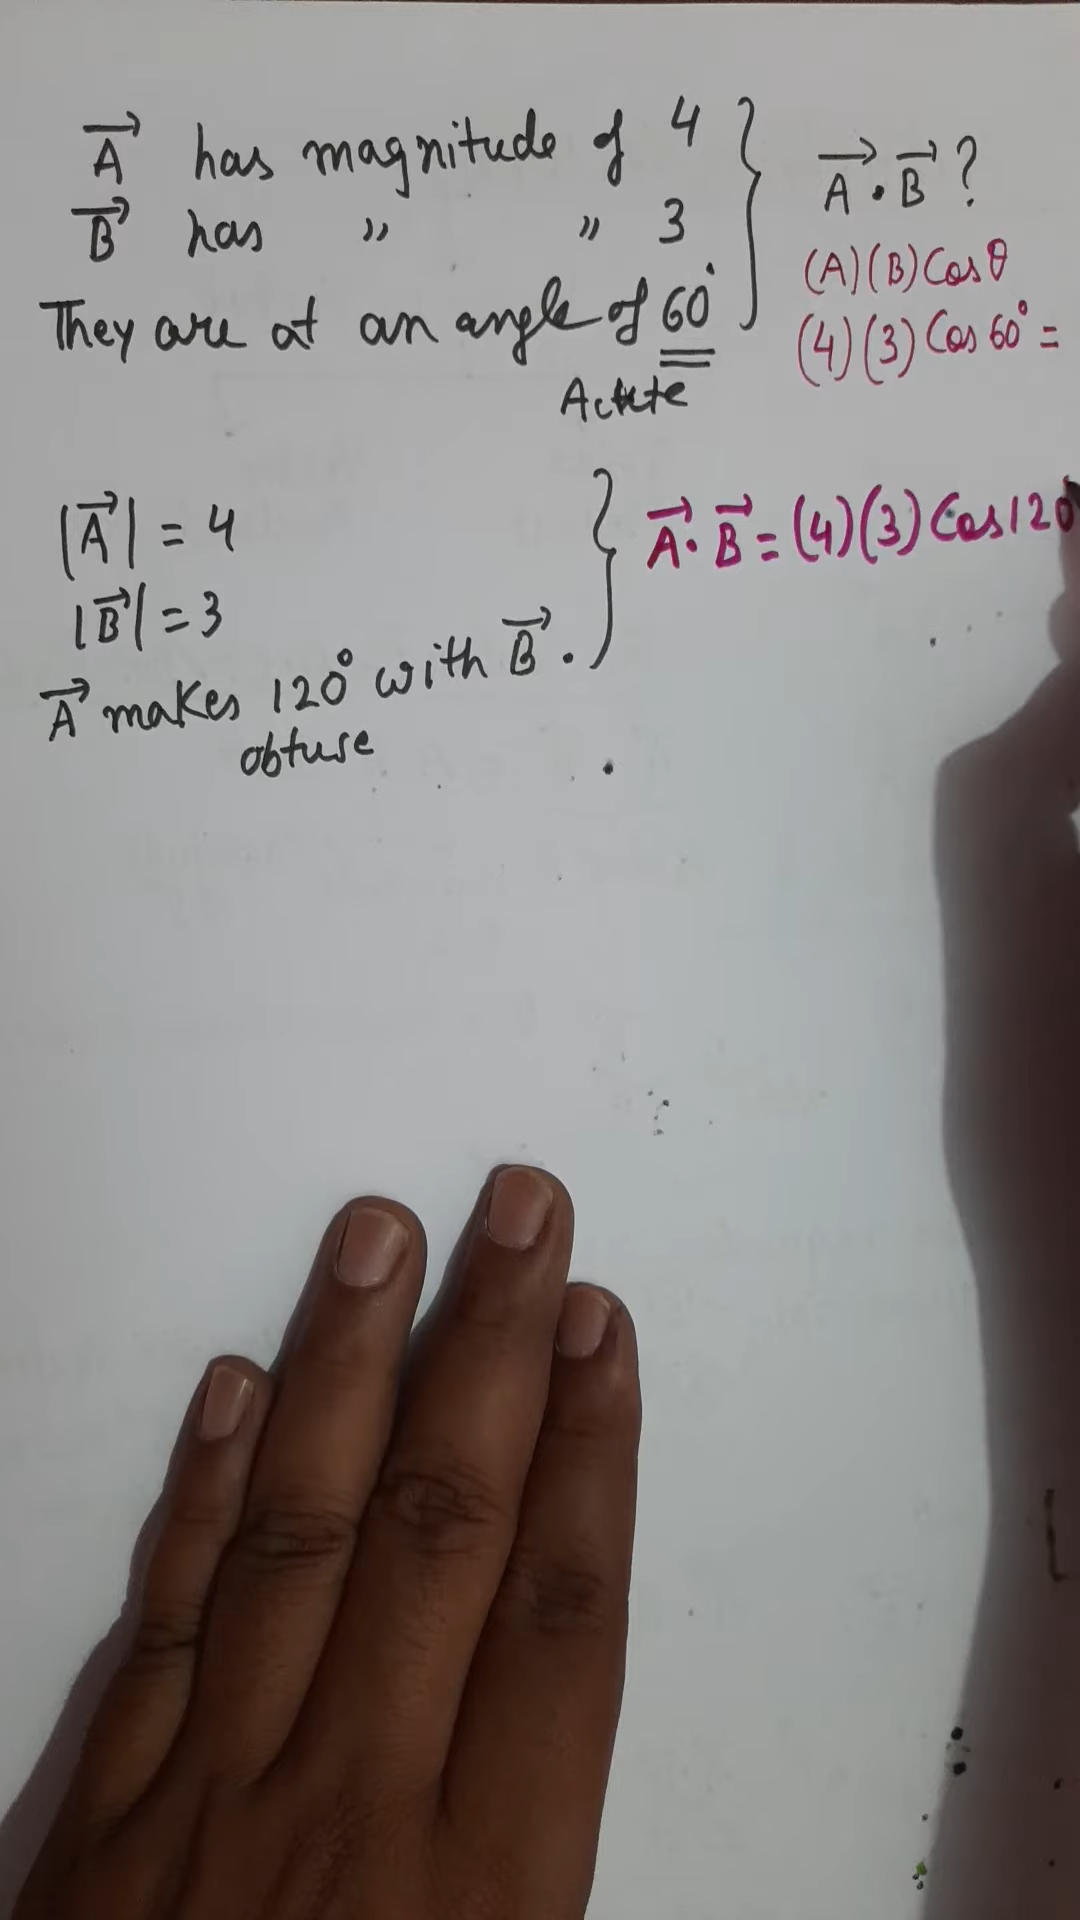 A⃗ has magnitude of 4
B⃗ has " " 3
They are at an angle of 60°
Acute
A⃗ . B⃗ ?
(A)(B) Cos θ
(4)(3) Cos 60° =
|A⃗| = 4
|B⃗| = 3
A⃗ makes 120° with B⃗ .
obtuse
A⃗ . B⃗ = (4)(3) Cos 120